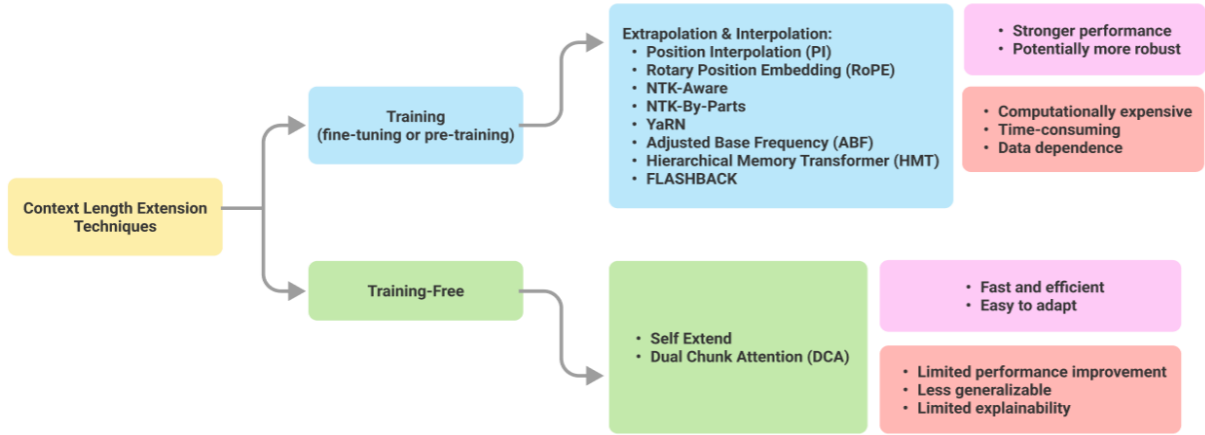 Context Length Extension
Techniques
Training
(fine-tuning or pre-training)
Extrapolation & Interpolation:
• Position Interpolation (PI)
• Rotary Position Embedding (RoPE)
• NTK-Aware
• NTK-By-Parts
• YaRN
• Adjusted Base Frequency (ABF)
• Hierarchical Memory Transformer (HMT)
• FLASHBACK
• Stronger performance
• Potentially more robust
• Computationally expensive
• Time-consuming
• Data dependence
Training-Free
• Self Extend
• Dual Chunk Attention (DCA)
• Fast and efficient
• Easy to adapt
• Limited performance improvement
• Less generalizable
• Limited explainability